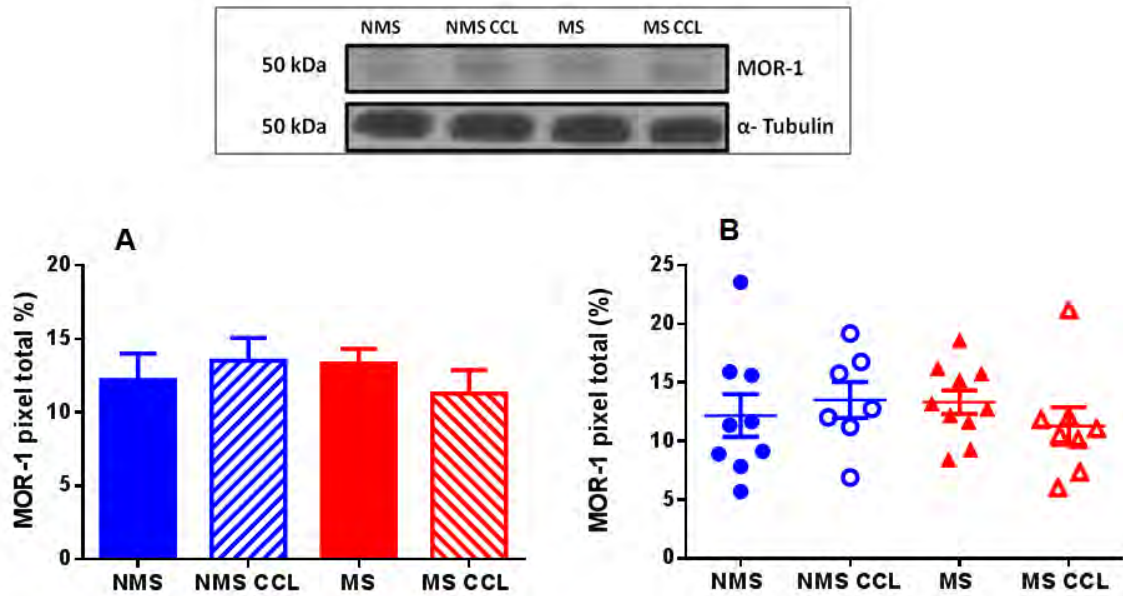 NMS NMS CCL MS MS CCL
50 kDa MOR-1
50 kDa α- Tubulin
A
MOR-1 pixel total %)
20
15
10
5
0
NMS NMS CCL MS MS CCL
B
MOR-1 pixel total (%)
25
20
15
10
5
0
NMS NMS CCL MS MS CCL